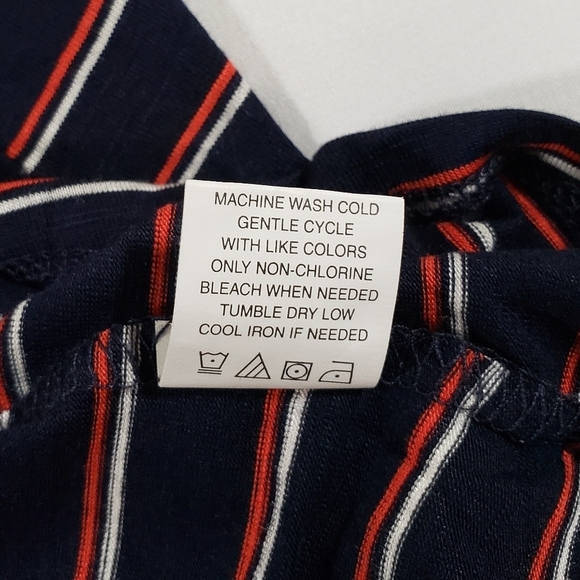 MACHINE WASH COLD
GENTLE CYCLE
WITH LIKE COLORS
ONLY NON-CHLORINE
BLEACH WHEN NEEDED
TUMBLE DRY LOW
COOL IRON IF NEEDED